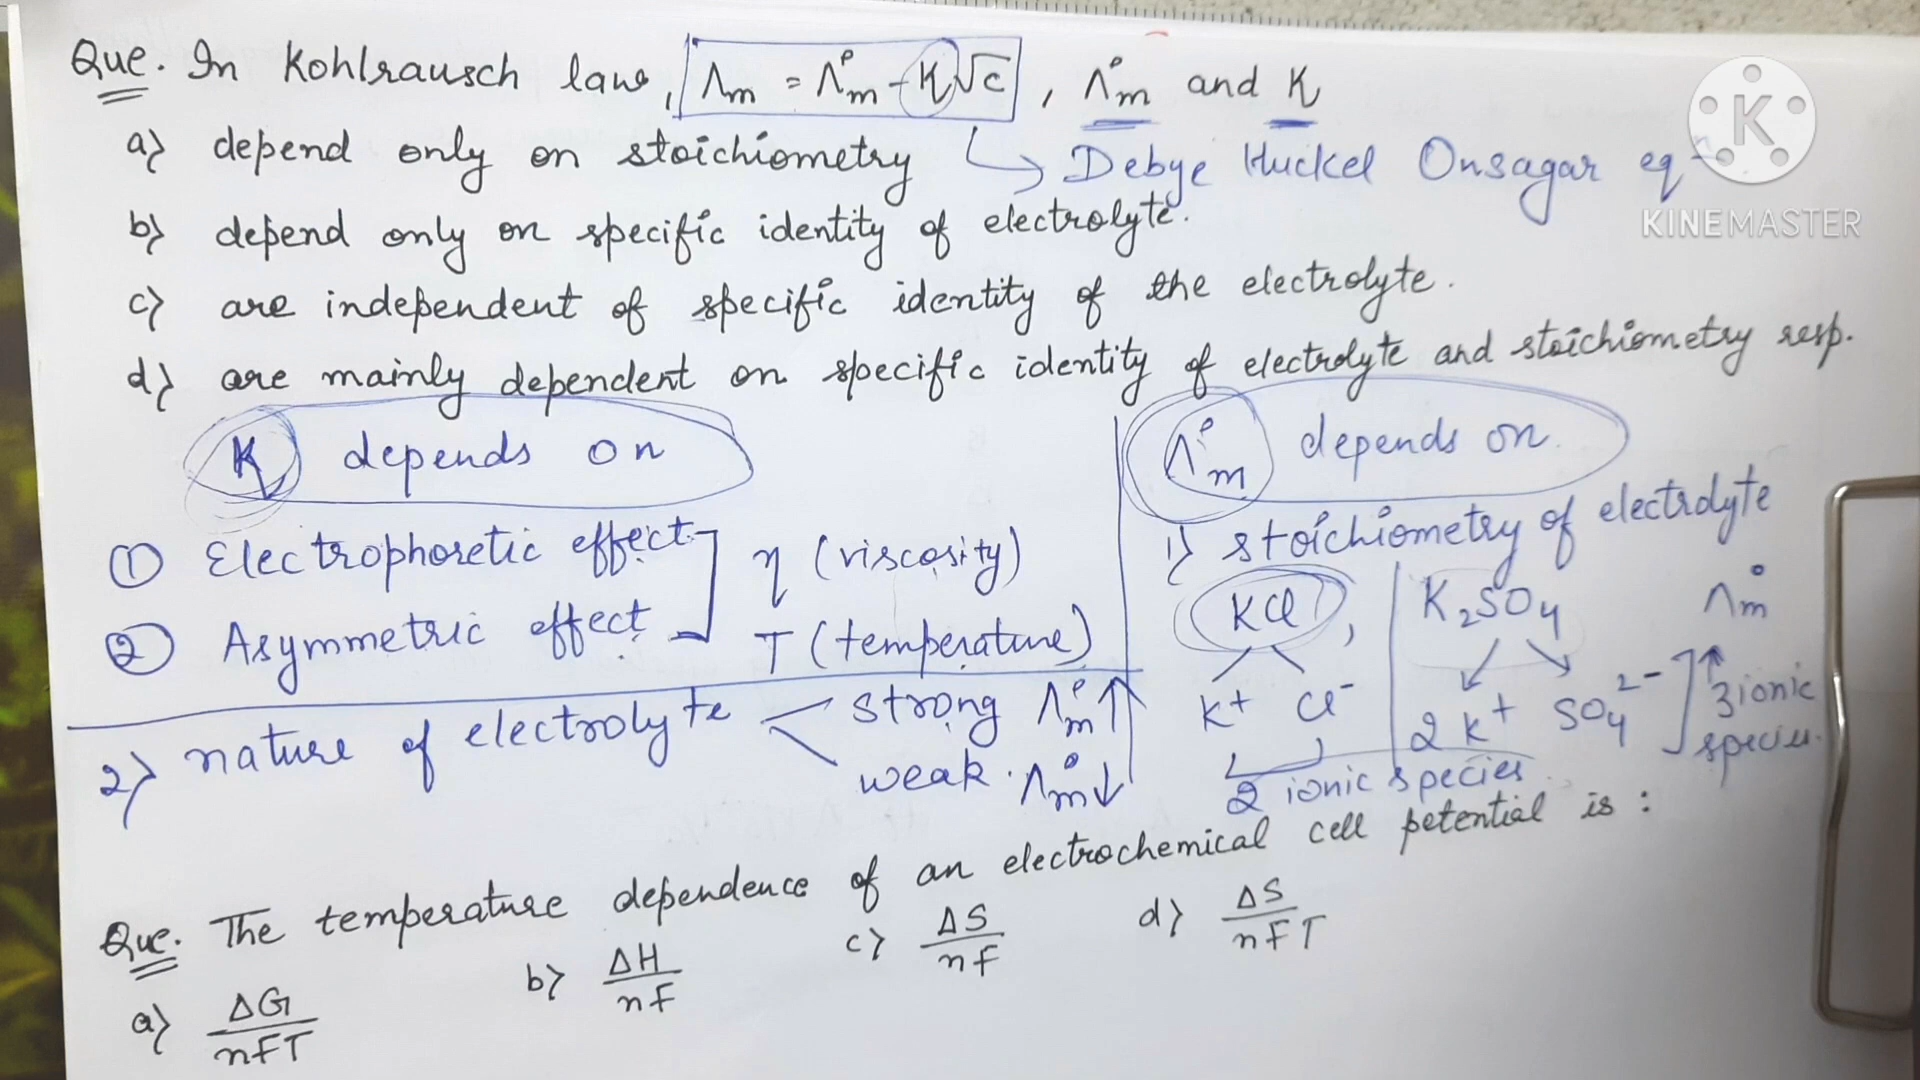 Que. In Kohlrausch law, Λm = Λ°m - K√c, Λ°m and K
a) depend only on stoichiometry
↳ Debye Huckel Onsagar eq
b) depend only on specific identity of electrolyte.
c) are independent of specific identity of the electrolyte.
d) are mainly dependent on specific identity of electrolyte and stoichiometry resp.
K depends on
① Electrophoretic effect
② Asymmetric effect
η (viscosity)
T (temperature)
Λ°m depends on
1) stoichiometry of electrolyte
KCl, K₂SO₄ Λ°m
K⁺ Cl⁻ 2K⁺ SO₄²⁻ ↑ 3 ionic
species.
2 ionic species
2) nature of electrolyte
strong Λ°m ↑
weak. Λ°m ↓
Que. The temperature dependence of an electrochemical cell petential is :
a) ΔG/nFT b) ΔH/nF c) ΔS/nF d) ΔS/nFT
K
KINEMASTER